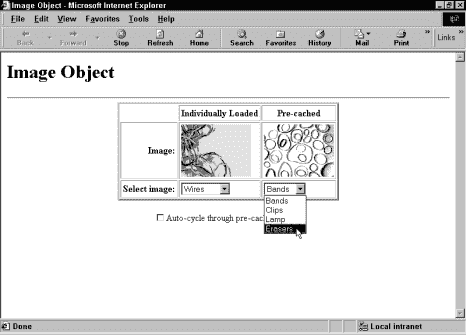 Image Object - Microsoft Internet Explorer
File Edit View Favorites Tools Help
Back Forward Stop Refresh Home Search Favorites History Mail Print » Links »
Image Object
Individually Loaded Pre-cached
Image:
Select image: Wires Bands
Bands
Clips
Lamp
Erasers
Auto-cycle through pre-cac
Done Local intranet